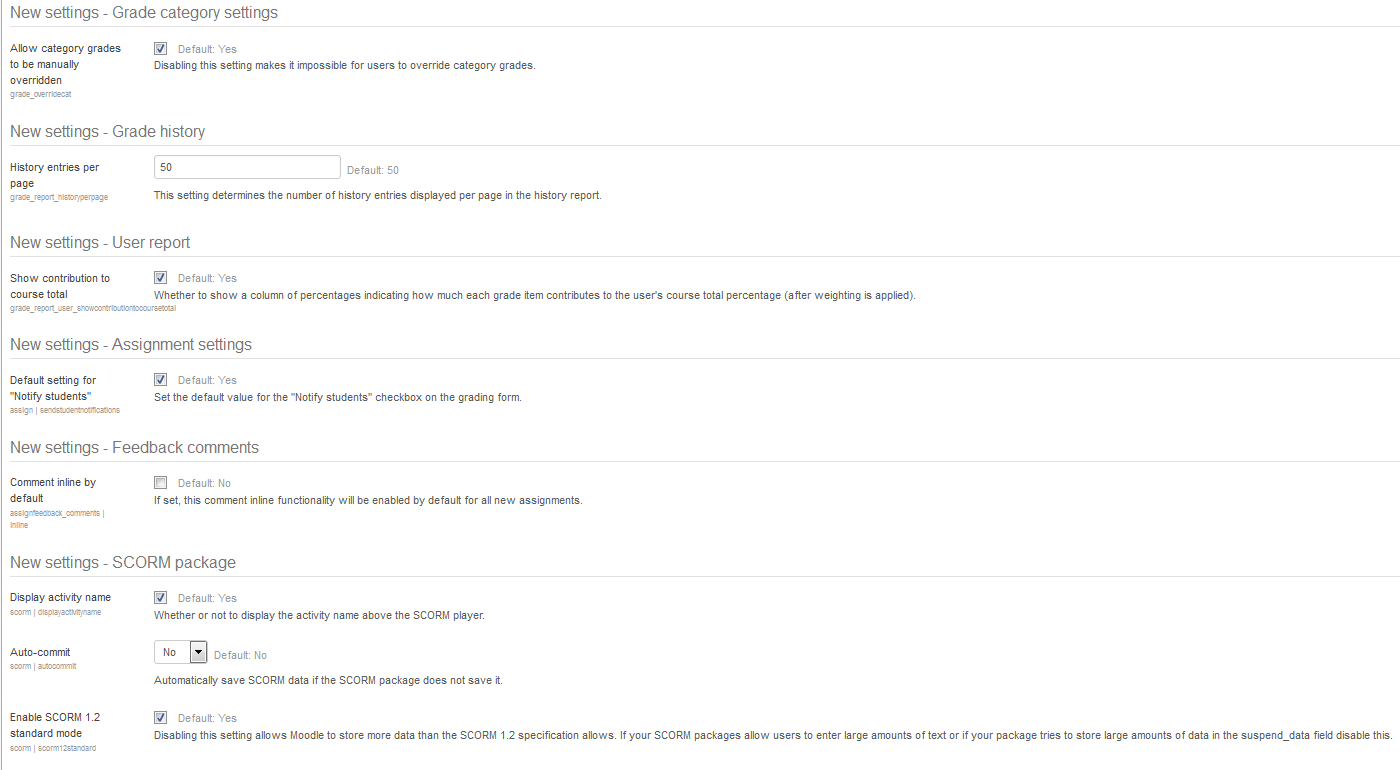 New settings - Grade category settings
Allow category grades
to be manually
overridden
grade_overridecat
Default: Yes
Disabling this setting makes it impossible for users to override category grades.
New settings - Grade history
History entries per
page
grade_report_historyperpage
50
Default: 50
This setting determines the number of history entries displayed per page in the history report.
New settings - User report
Show contribution to
course total
grade_report_user_showcontributiontocoursetotal
Default: Yes
Whether to show a column of percentages indicating how much each grade item contributes to the user's course total percentage (after weighting is applied).
New settings - Assignment settings
Default setting for
"Notify students"
assign | sendstudentnotifications
Default: Yes
Set the default value for the "Notify students" checkbox on the grading form.
New settings - Feedback comments
Comment inline by
default
assignfeedback_comments |
inline
Default: No
If set, this comment inline functionality will be enabled by default for all new assignments.
New settings - SCORM package
Display activity name
scorm | displayactivityname
Default: Yes
Whether or not to display the activity name above the SCORM player.
Auto-commit
scorm | autocommit
No
Default: No
Automatically save SCORM data if the SCORM package does not save it.
Enable SCORM 1.2
standard mode
scorm | scorm12standard
Default: Yes
Disabling this setting allows Moodle to store more data than the SCORM 1.2 specification allows. If your SCORM packages allow users to enter large amounts of text or if your package tries to store large amounts of data in the suspend_data field disable this.